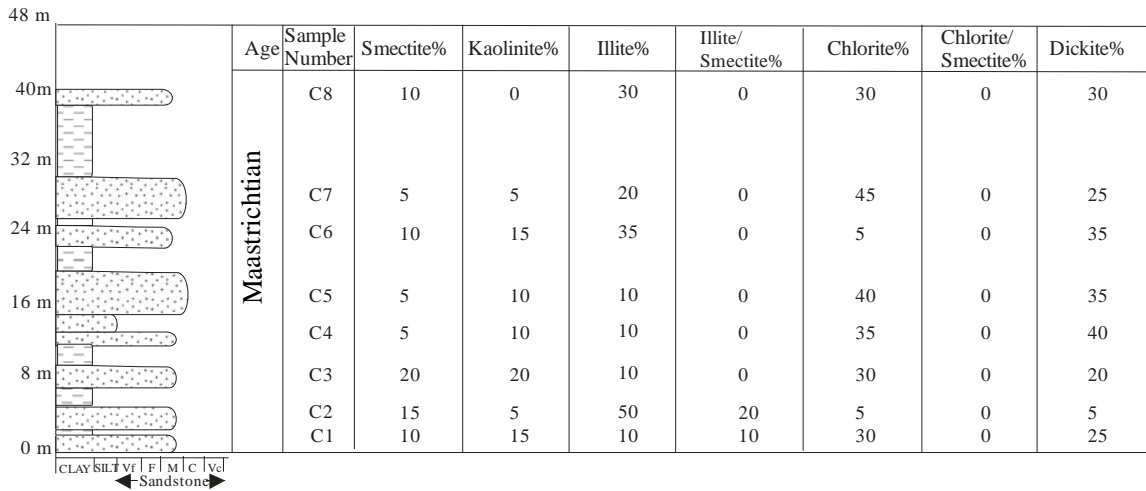 48 m
Age Sample Number Smectite% Kaolinite% Illite% Illite/ Smectite% Chlorite% Chlorite/ Smectite% Dickite%
40m C8 10 0 30 0 30 0 30
32 m
Maastrichtian
C7 5 5 20 0 45 0 25
24 m C6 10 15 35 0 5 0 35
16 m C5 5 10 10 0 40 0 35
C4 5 10 10 0 35 0 40
8 m C3 20 20 10 0 30 0 20
C2 15 5 50 20 5 0 5
0 m C1 10 15 10 10 30 0 25
CLAY SILT Vf F M C Vc
Sandstone